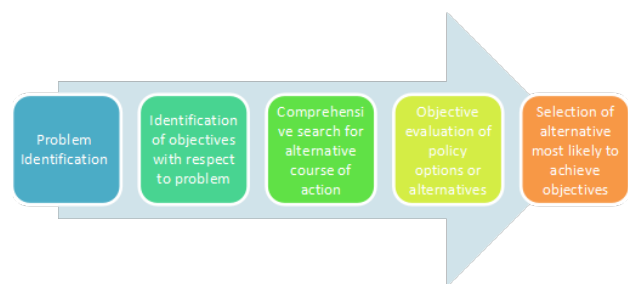 Problem
Identification
Identification
of objectives
with respect
to problem
Comprehensi
ve search for
alternative
course of
action
Objective
evaluation of
policy
options or
alternatives
Selection of
alternative
most likely to
achieve
objectives